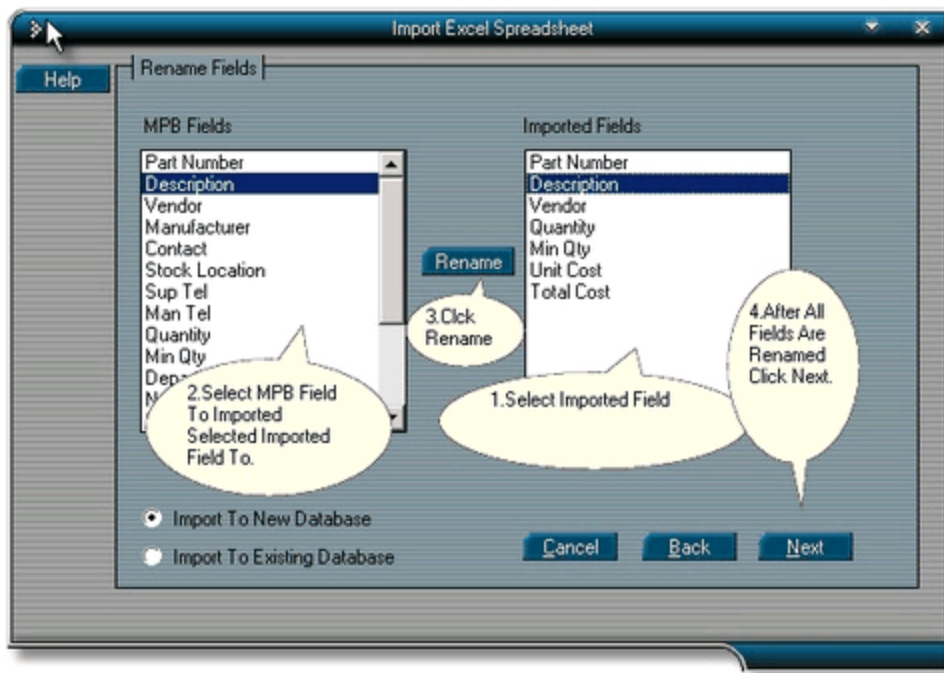 Import Excel Spreadsheet
Help
Rename Fields
MPB Fields
Part Number
Description
Vendor
Manufacturer
Contact
Stock Location
Sup Tel
Man Tel
Quantity
Min Qty
2.Select MPB Field
To Imported
Selected Imported
Field To.
Rename
3.Clck
Rename
Imported Fields
Part Number
Description
Vendor
Quantity
Min Qty
Unit Cost
Total Cost
1.Select Imported Field
4.After All
Fields Are
Renamed
Click Next.
Import To New Database
Import To Existing Database
Cancel
Back
Next